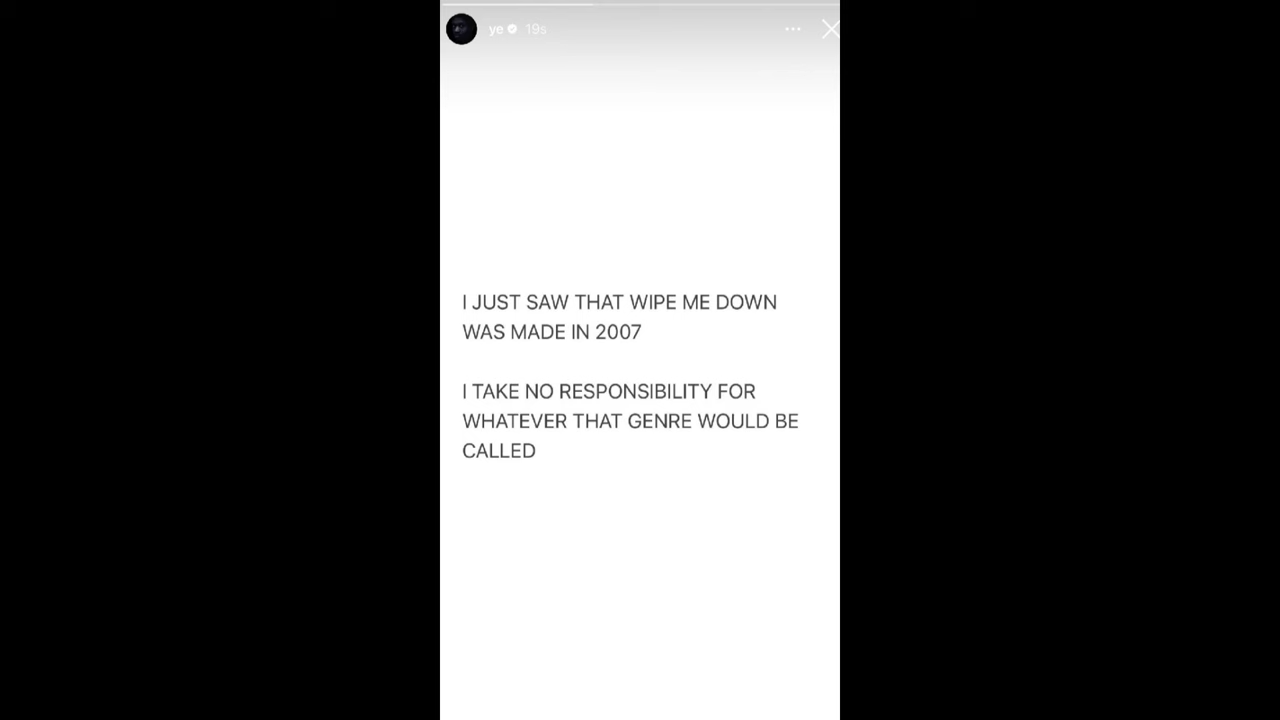 ye 19s
I JUST SAW THAT WIPE ME DOWN
WAS MADE IN 2007
I TAKE NO RESPONSIBILITY FOR
WHATEVER THAT GENRE WOULD BE
CALLED